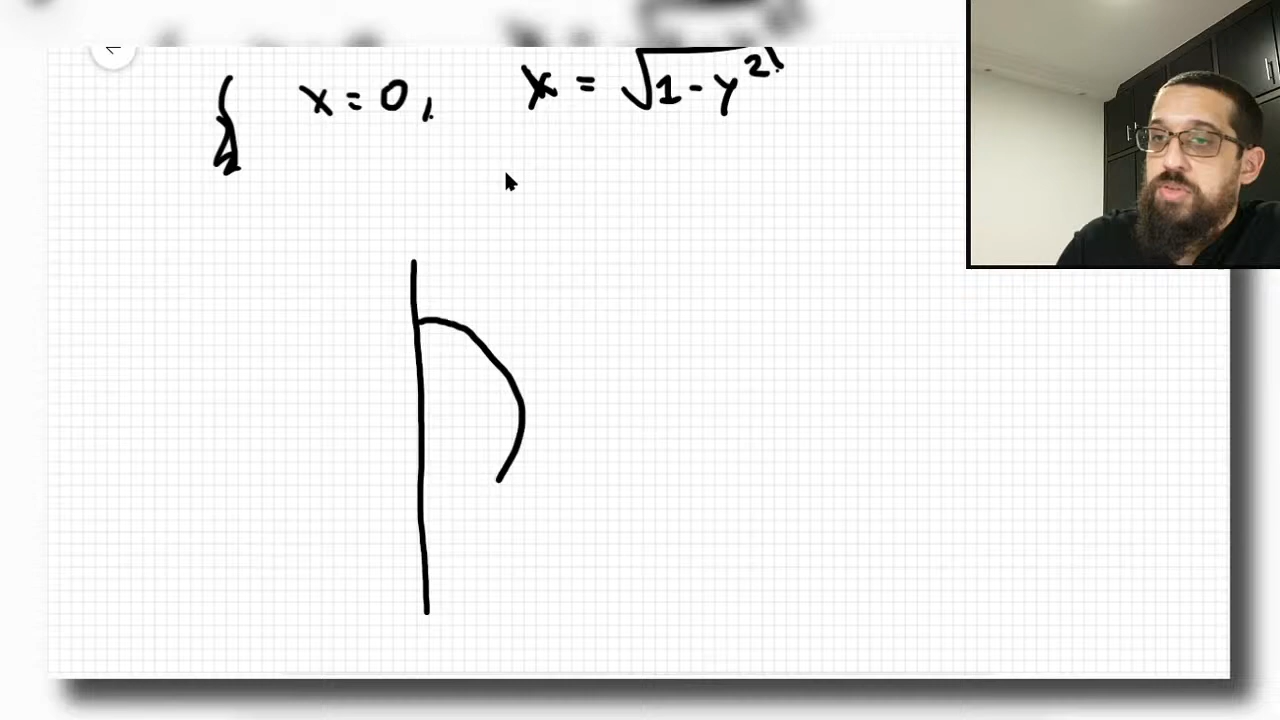 { x = 0, x = √1 - y²